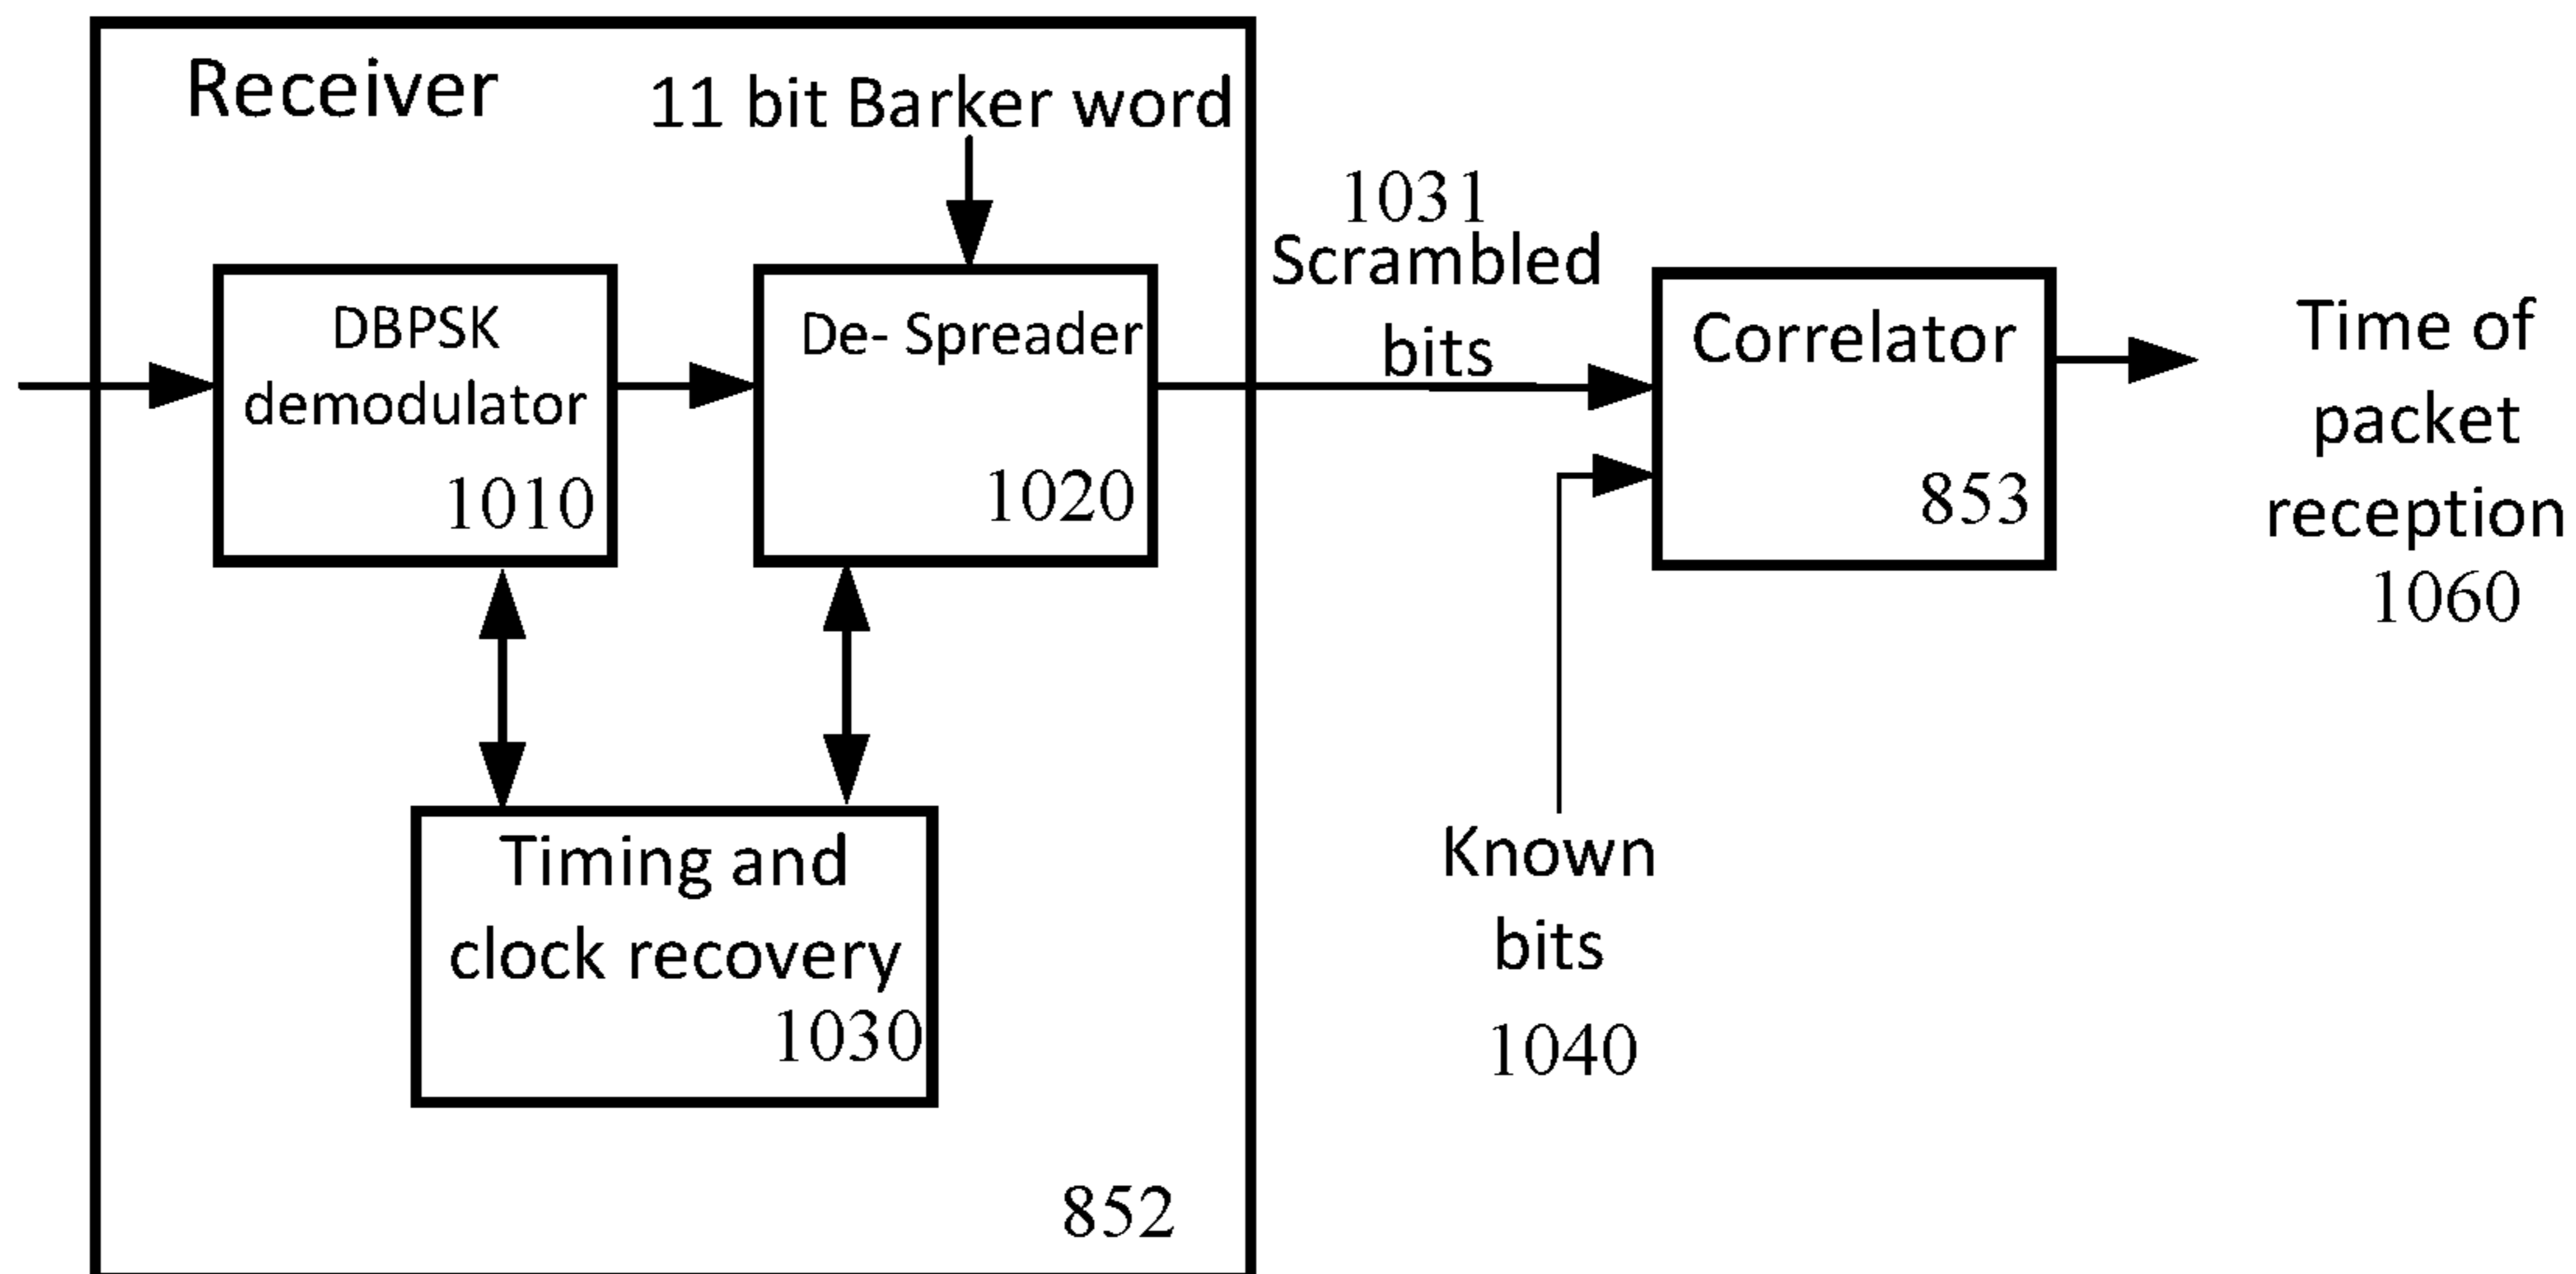 Receiver
11 bit Barker word
DBPSK
demodulator
1010
De- Spreader
1020
Timing and
clock recovery
1030
852
1031
Scrambled
bits
Correlator
853
Known
bits
1040
Time of
packet
reception
1060